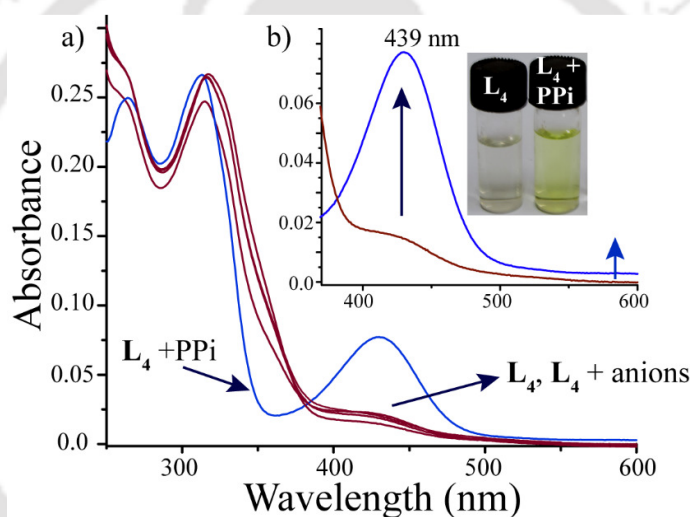 a)
b)
439 nm
L₄
L₄ +
PPi
0.06
0.04
0.02
0.0
400
500
600
0.25
0.20
0.15
0.10
0.05
0.0
Absorbance
L₄ +PPi
L₄, L₄ + anions
300
400
500
600
Wavelength (nm)